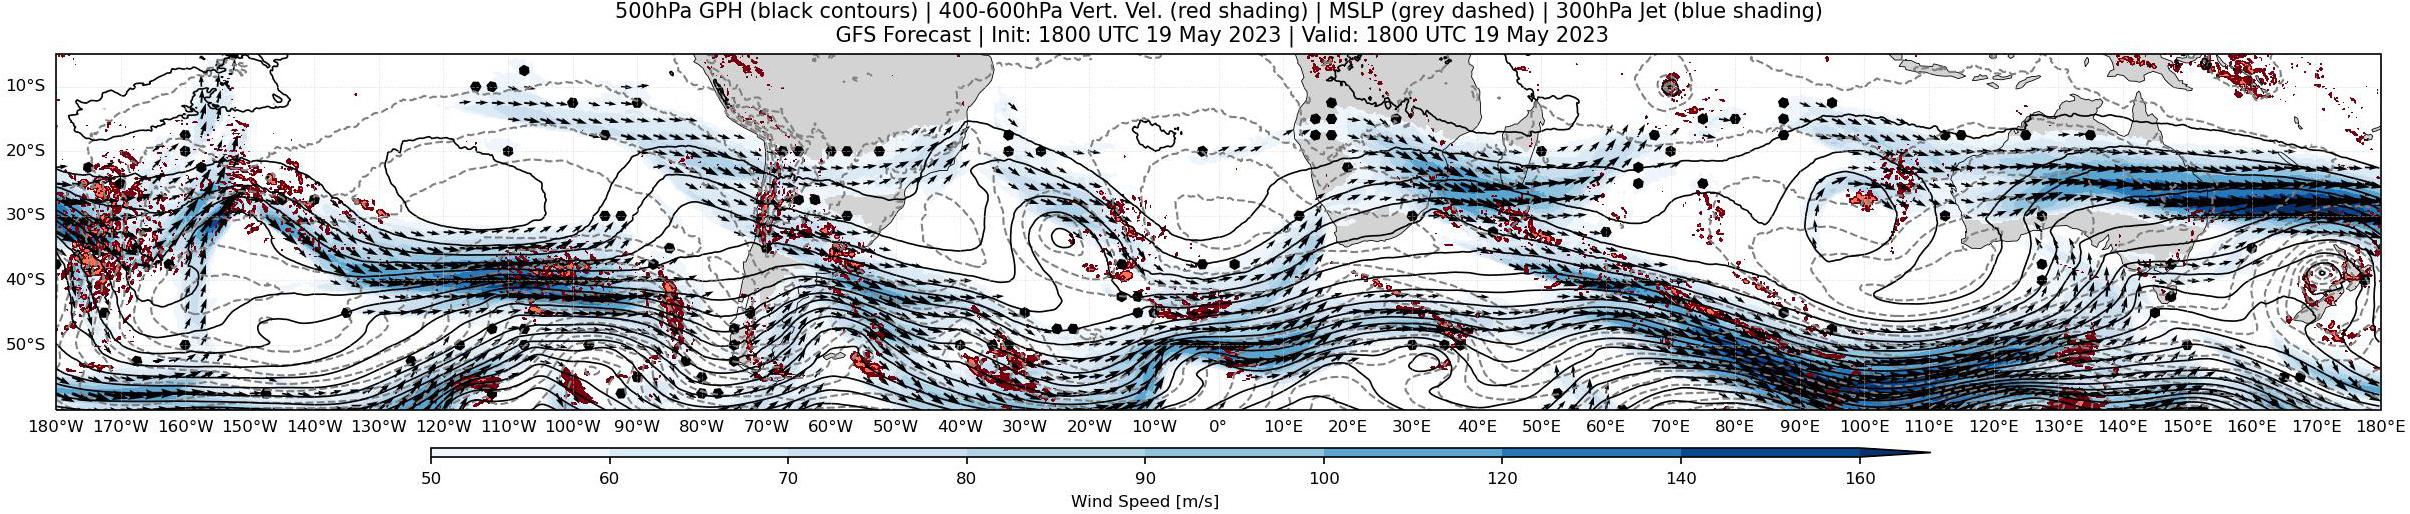 500hPa GPH (black contours) | 400-600hPa Vert. Vel. (red shading) | MSLP (grey dashed) | 300hPa Jet (blue shading)
GFS Forecast | Init: 1800 UTC 19 May 2023 | Valid: 1800 UTC 19 May 2023
10°S
20°S
30°S
40°S
50°S
180°W 170°W 160°W 150°W 140°W 130°W 120°W 110°W 100°W 90°W 80°W 70°W 60°W 50°W 40°W 30°W 20°W 10°W 0° 10°E 20°E 30°E 40°E 50°E 60°E 70°E 80°E 90°E 100°E 110°E 120°E 130°E 140°E 150°E 160°E 170°E 180°E
50 60 70 80 90 100 120 140 160
Wind Speed [m/s]